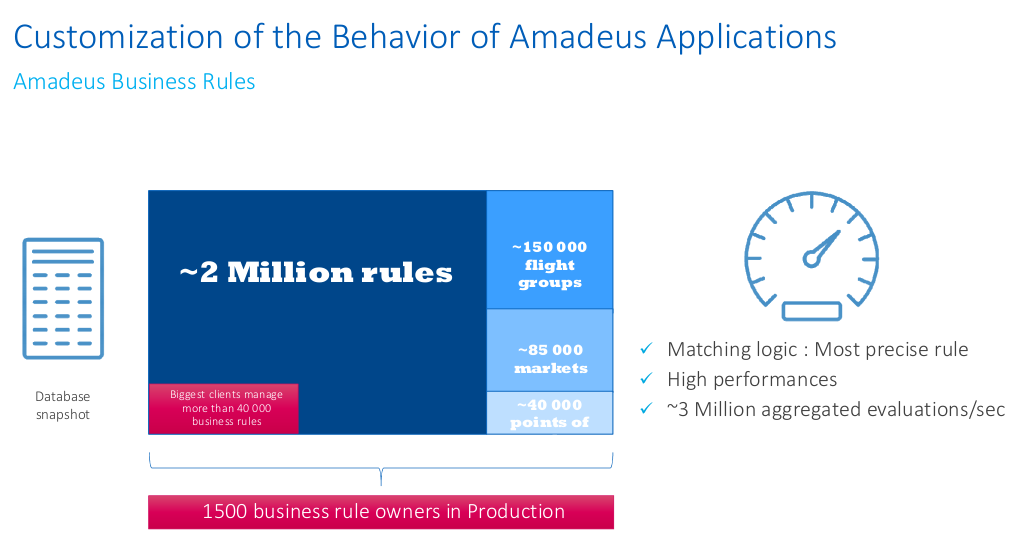 Customization of the Behavior of Amadeus Applications
Amadeus Business Rules
Database
snapshot
~2 Million rules
Biggest clients manage
more than 40 000
business rules
~150 000
flight
groups
~85 000
markets
~40 000
points of
1500 business rule owners in Production
✓ Matching logic : Most precise rule
✓ High performances
✓ ~3 Million aggregated evaluations/sec